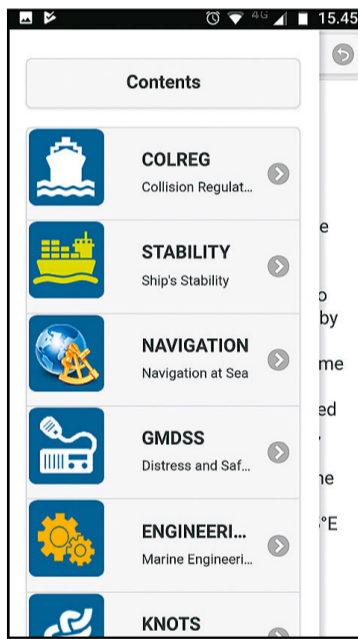 4G 15.45
Contents
COLREG
Collision Regulat...
e
STABILITY
Ship's Stability
o
by
NAVIGATION
Navigation at Sea
me
ed
GMDSS
Distress and Saf...
ne
°E
ENGINEERI...
Marine Engineeri...
KNOTS